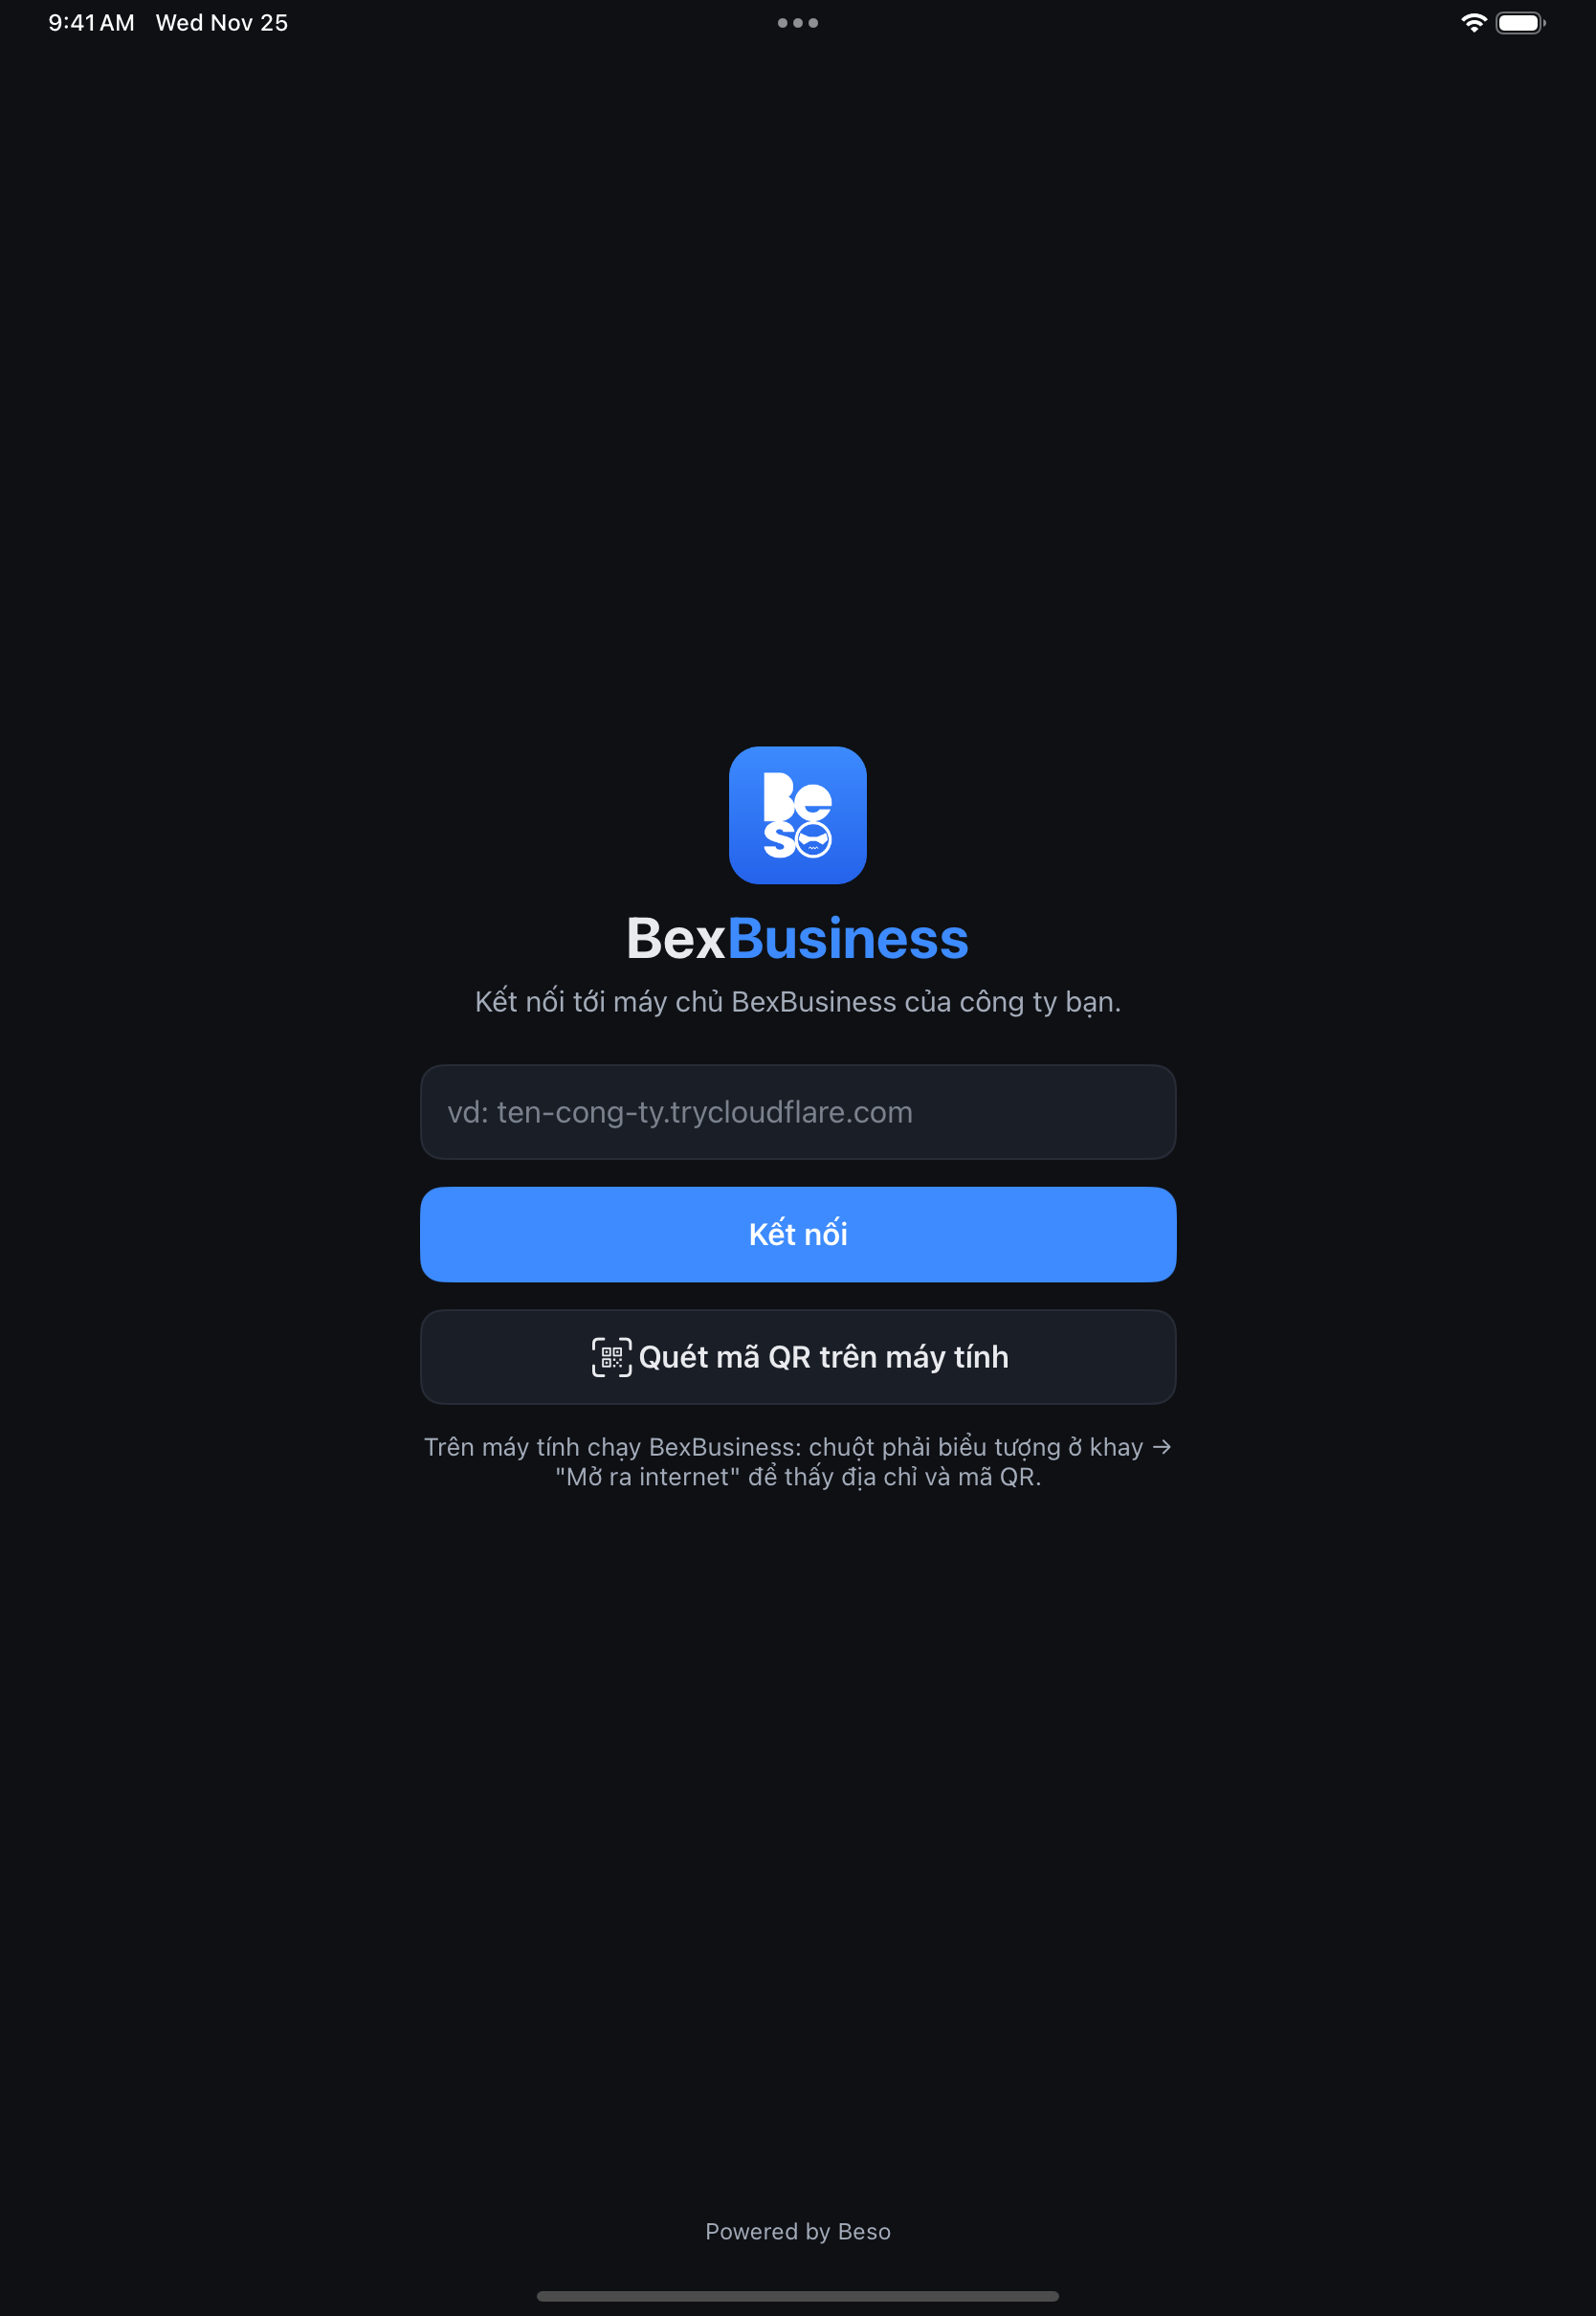 9:41 AM Wed Nov 25
Be
so
BexBusiness
Kết nối tới máy chủ BexBusiness của công ty bạn.
vd: ten-cong-ty.trycloudflare.com
Kết nối
Quét mã QR trên máy tính
Trên máy tính chạy BexBusiness: chuột phải biểu tượng ở khay →
"Mở ra internet" để thấy địa chỉ và mã QR.
Powered by Beso